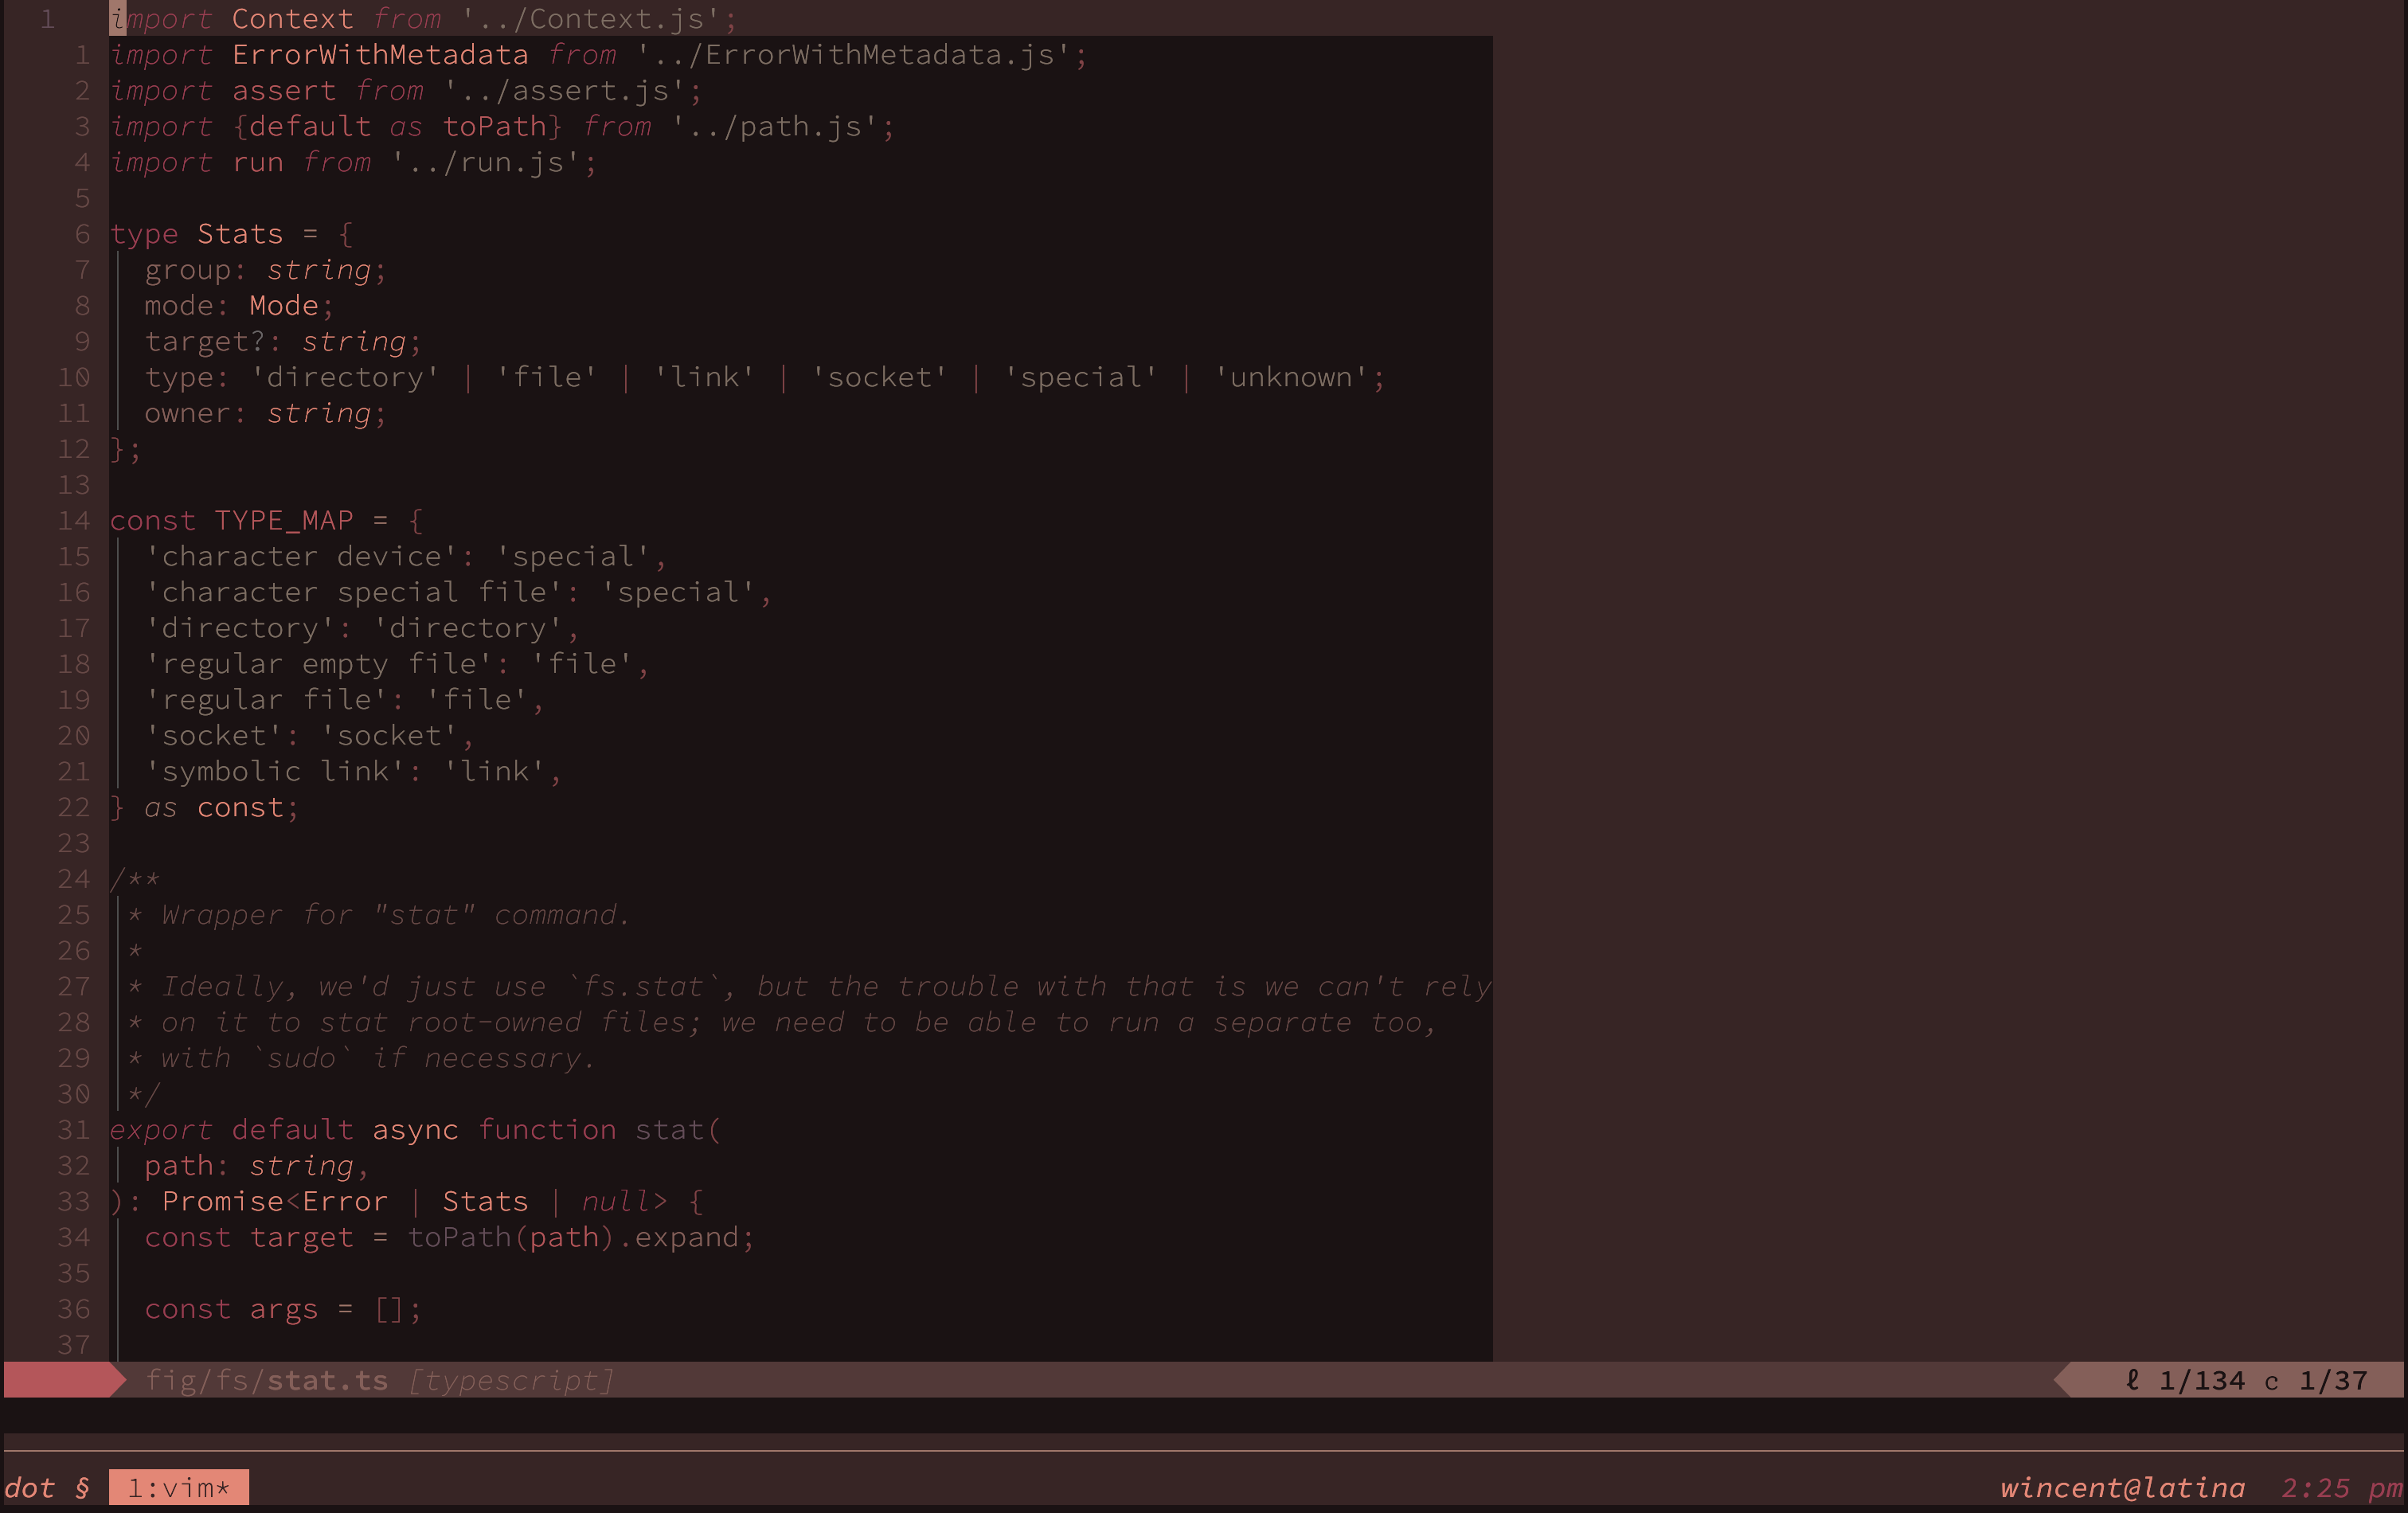 1 import Context from '../Context.js';
1 import ErrorWithMetadata from '../ErrorWithMetadata.js';
2 import assert from '../assert.js';
3 import {default as toPath} from '../path.js';
4 import run from '../run.js';
5
6 type Stats = {
7   group: string;
8   mode: Mode;
9   target?: string;
10   type: 'directory' | 'file' | 'link' | 'socket' | 'special' | 'unknown';
11   owner: string;
12 };
13
14 const TYPE_MAP = {
15   'character device': 'special',
16   'character special file': 'special',
17   'directory': 'directory',
18   'regular empty file': 'file',
19   'regular file': 'file',
20   'socket': 'socket',
21   'symbolic link': 'link',
22 } as const;
23
24 /**
25  * Wrapper for "stat" command.
26  *
27  * Ideally, we'd just use `fs.stat`, but the trouble with that is we can't rely
28  * on it to stat root-owned files; we need to be able to run a separate too,
29  * with `sudo` if necessary.
30  */
31 export default async function stat(
32   path: string,
33 ): Promise<Error | Stats | null> {
34   const target = toPath(path).expand;
35
36   const args = [];
37
fig/fs/stat.ts [typescript] ℓ 1/134 c 1/37
dot § 1:vim* wincent@latina 2:25 pm